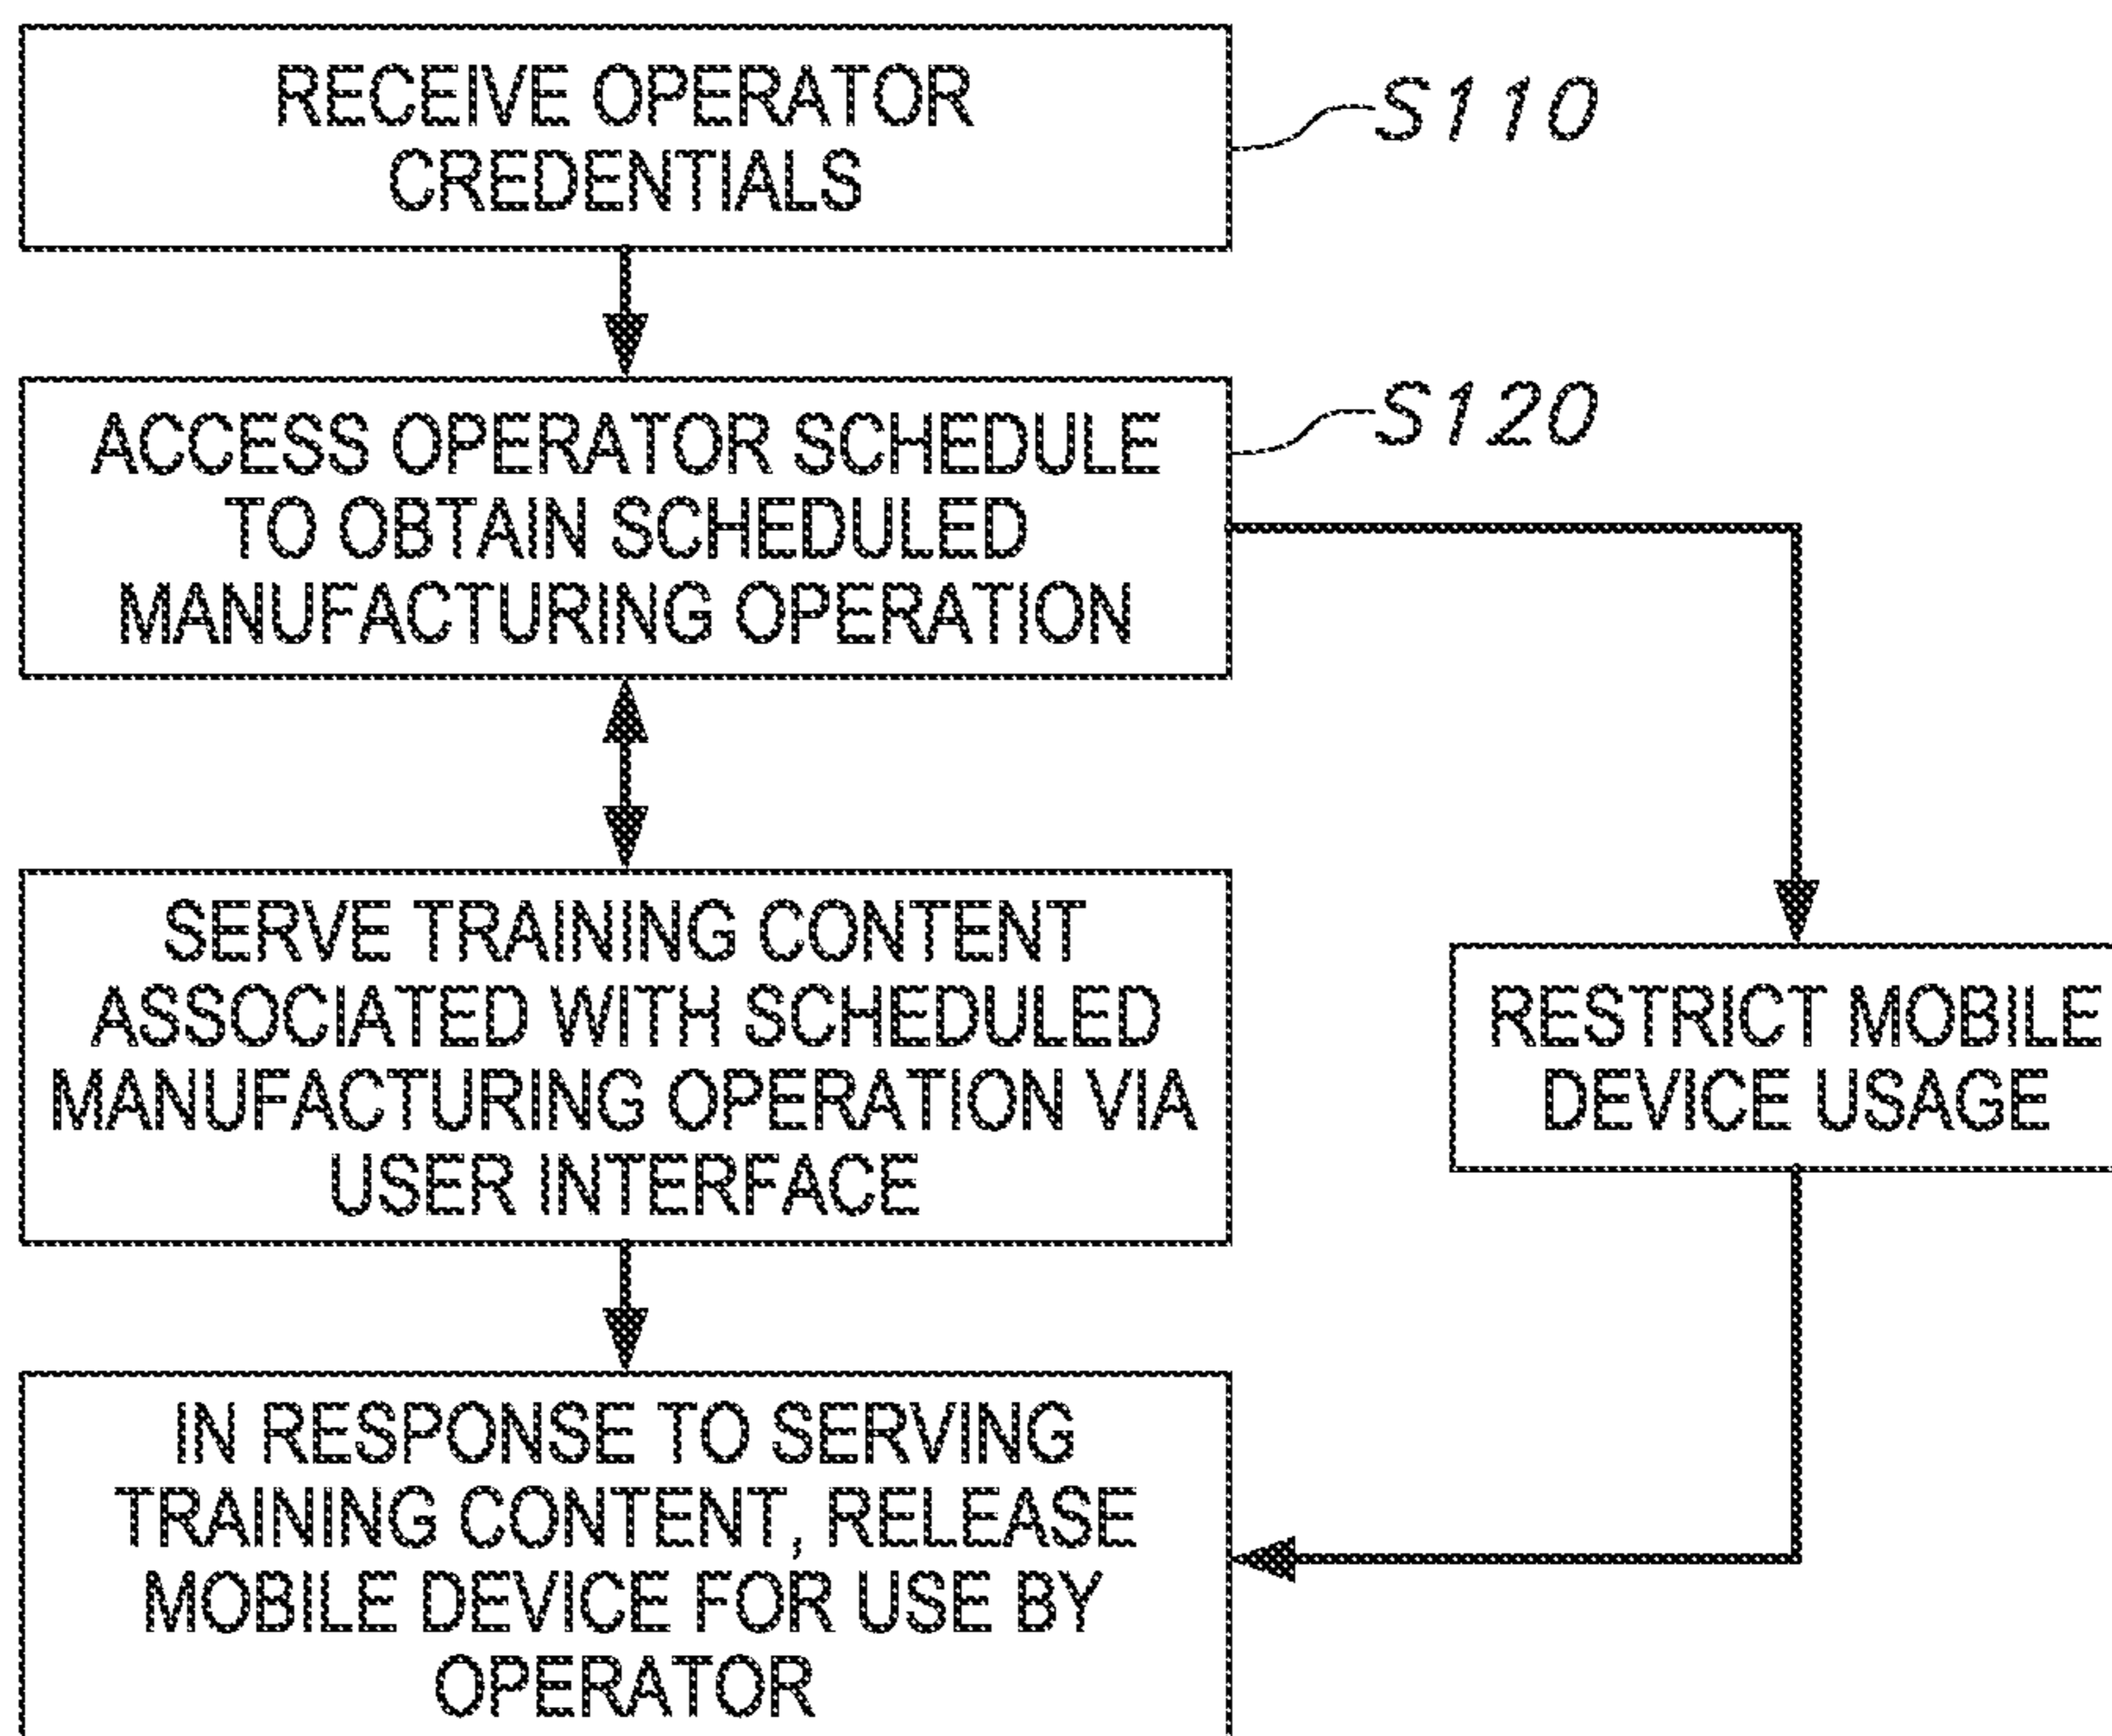 RECEIVE OPERATOR
CREDENTIALS
S110
ACCESS OPERATOR SCHEDULE
TO OBTAIN SCHEDULED
MANUFACTURING OPERATION
S120
SERVE TRAINING CONTENT
ASSOCIATED WITH SCHEDULED
MANUFACTURING OPERATION VIA
USER INTERFACE
RESTRICT MOBILE
DEVICE USAGE
IN RESPONSE TO SERVING
TRAINING CONTENT, RELEASE
MOBILE DEVICE FOR USE BY
OPERATOR